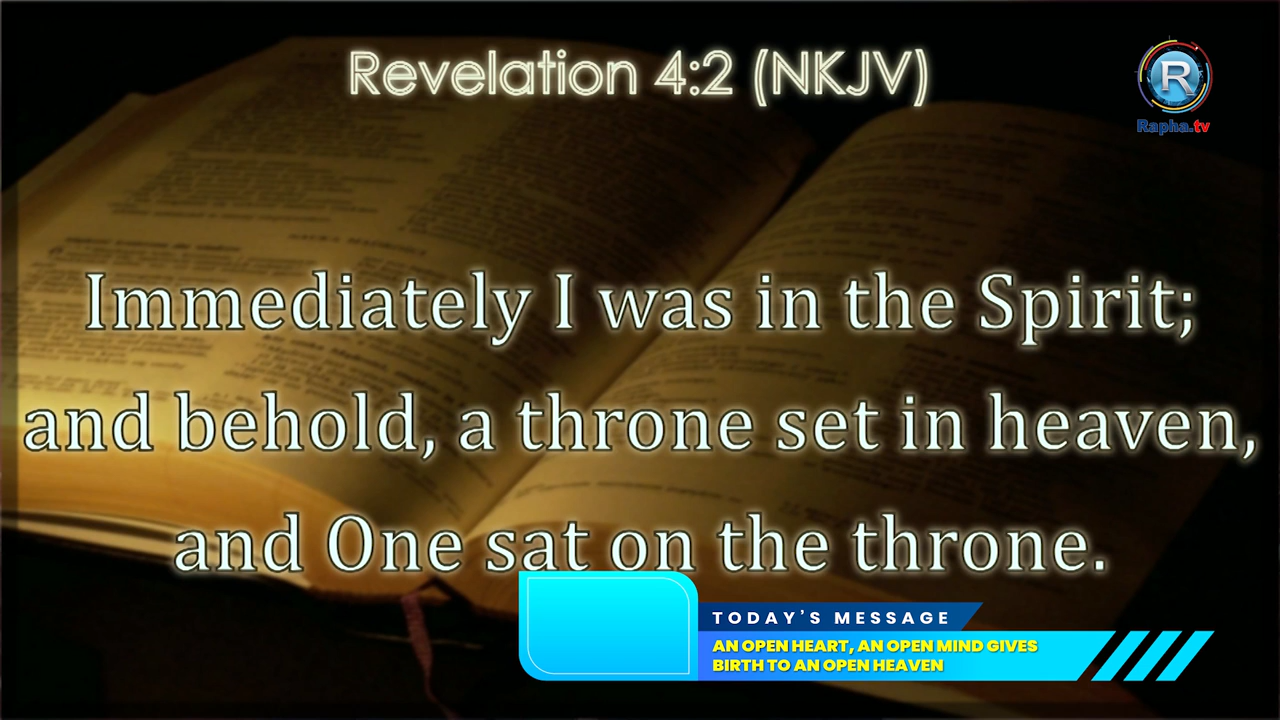 Revelation 4:2 (NKJV)
R
Rapha.tv
Immediately I was in the Spirit;
and behold, a throne set in heaven,
and One sat on the throne.
TODAY'S MESSAGE
AN OPEN HEART, AN OPEN MIND GIVES
BIRTH TO AN OPEN HEAVEN